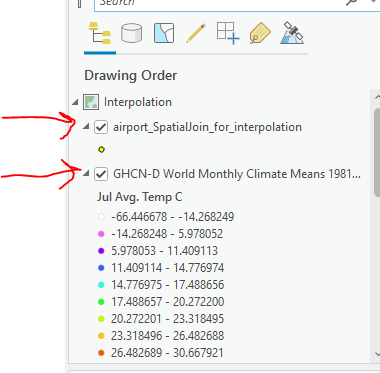 Search
Drawing Order
Interpolation
airport_SpatialJoin_for_interpolation
GHCN-D World Monthly Climate Means 1981...
Jul Avg. Temp C
-66.446678 - -14.268249
-14.268248 - 5.978052
5.978053 - 11.409113
11.409114 - 14.776974
14.776975 - 17.488656
17.488657 - 20.272200
20.272201 - 23.318495
23.318496 - 26.482688
26.482689 - 30.667921